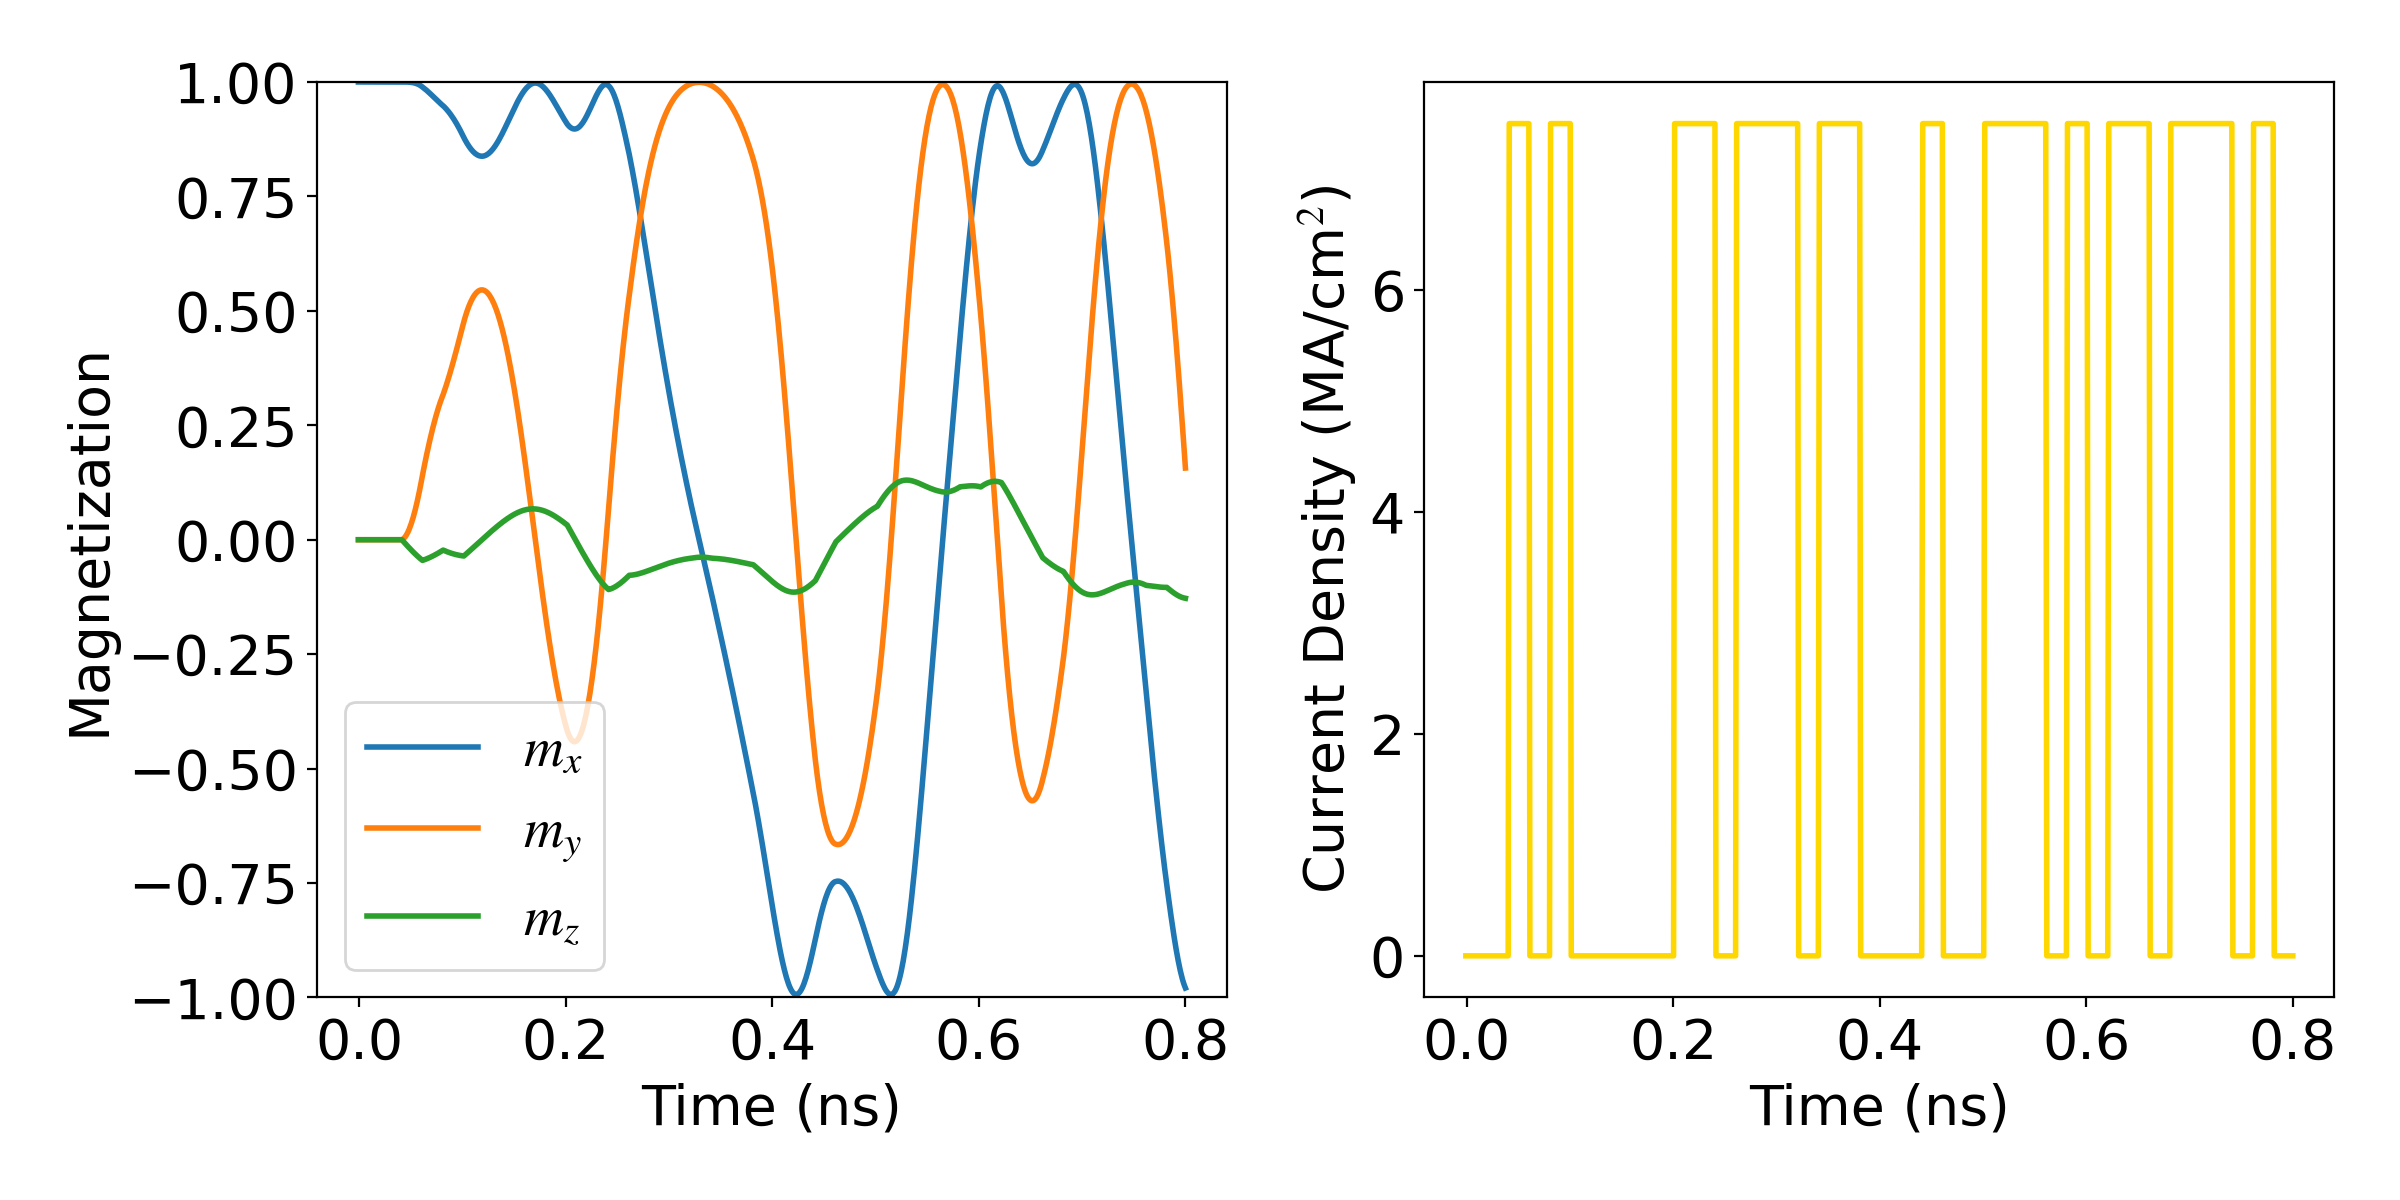 1.00
0.75
0.50
0.25
0.00
−0.25
−0.50
−0.75
−1.00
Magnetization
m_x
m_y
m_z
0.0 0.2 0.4 0.6 0.8
Time (ns)
6
4
2
0
Current Density (MA/cm²)
0.0 0.2 0.4 0.6 0.8
Time (ns)